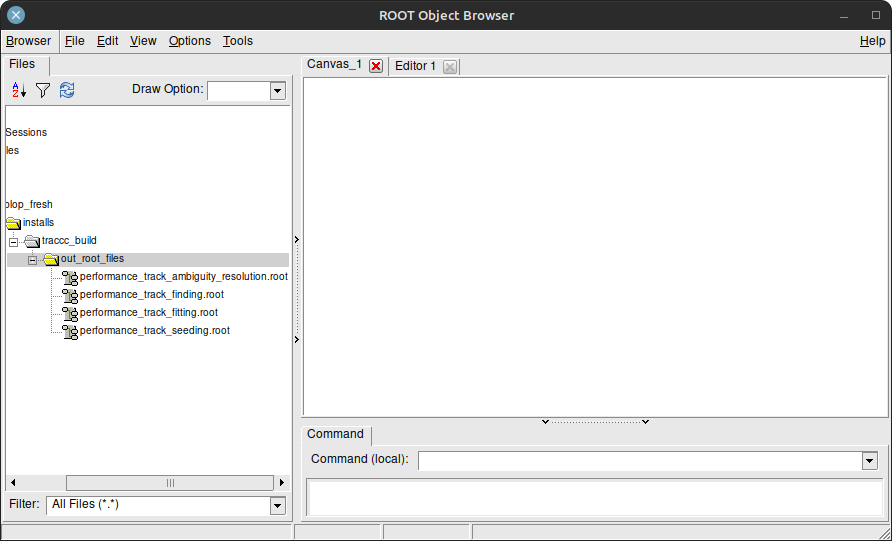 ROOT Object Browser
Browser File Edit View Options Tools Help
Files
Canvas_1 Editor 1
Draw Option:
Sessions
les
installs
traccc_build
out_root_files
performance_track_ambiguity_resolution.root
performance_track_finding.root
performance_track_fitting.root
performance_track_seeding.root
Filter: All Files (*.*)
Command
Command (local):